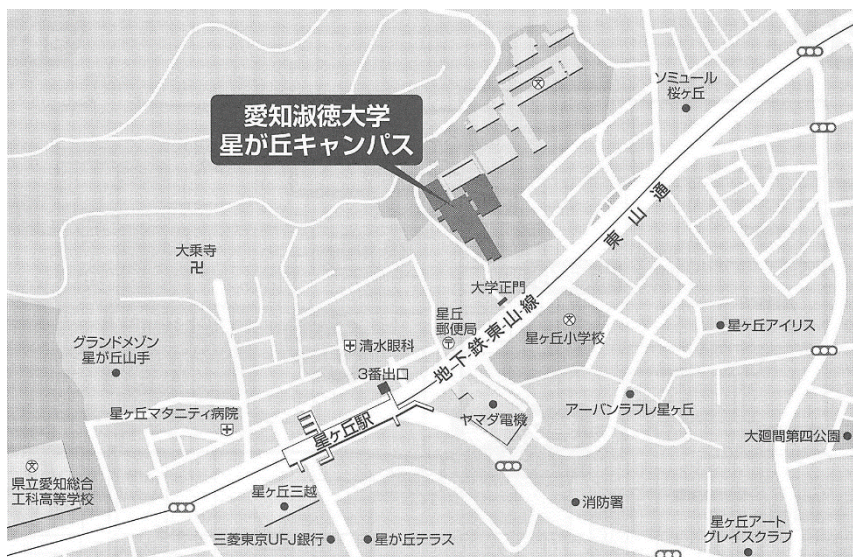 ソミュール
桜ヶ丘
愛知淑徳大学
星が丘キャンパス
東山通
大乗寺
大学正門
星丘
郵便局
星ヶ丘小学校
星ヶ丘アイリス
グランドメゾン
星が丘山手
清水眼科
3番出口
地下鉄東山線
星ヶ丘マタニティ病院
星ヶ丘駅
ヤマダ電機
アーバンラフレ星ヶ丘
大廻間第四公園
県立愛知総合
工科高等学校
星ヶ丘三越
消防署
三菱東京UFJ銀行
星が丘テラス
星ヶ丘アート
グレイスクラブ